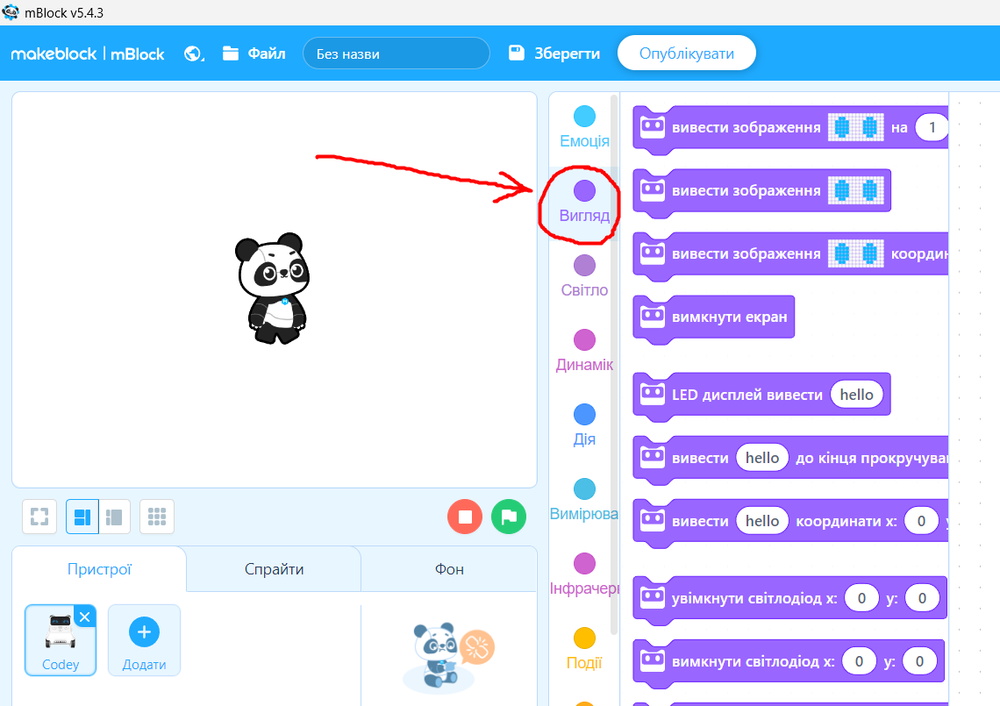 mBlock v5.4.3
makeblock | mBlock Файл Без назви Зберегти Опублікувати
Емоція
Вигляд
Світло
Динамік
Дія
Вимірюва
Інфрачерв
Події
вивести зображення на 1
вивести зображення
вивести зображення координ
вимкнути екран
LED дисплей вивести hello
вивести hello до кінця прокручуван
вивести hello координати x: 0 y
увімкнути світлодіод x: 0 y: 0
вимкнути світлодіод x: 0 y: 0
Пристрої Спрайти Фон
Codey Додати